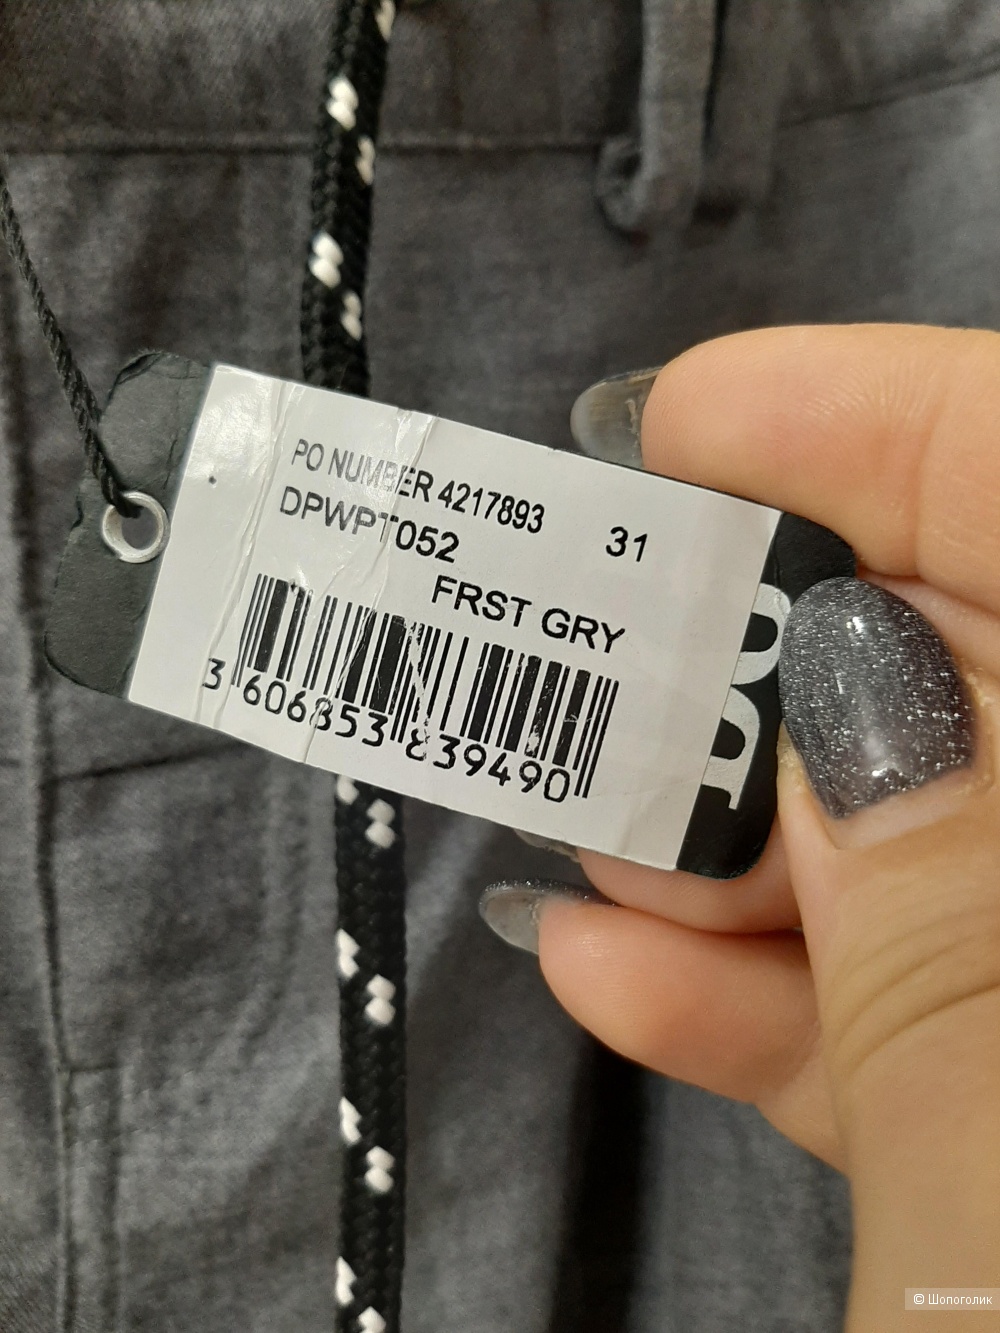 PO NUMBER 4217893
DPWPT052 31
FRST GRY
3 606853 839490
© Шопоголик